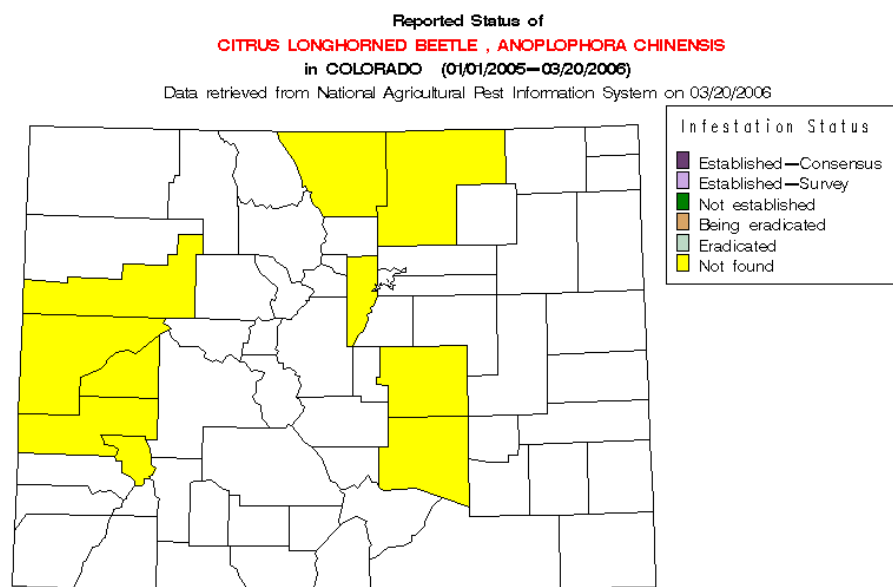 Reported Status of
CITRUS LONGHORNED BEETLE , ANOPLOPHORA CHINENSIS
in COLORADO (01/01/2005—03/20/2006)
Data retrieved from National Agricultural Pest Information System on 03/20/2006
Infestation Status
Established—Consensus
Established—Survey
Not established
Being eradicated
Eradicated
Not found